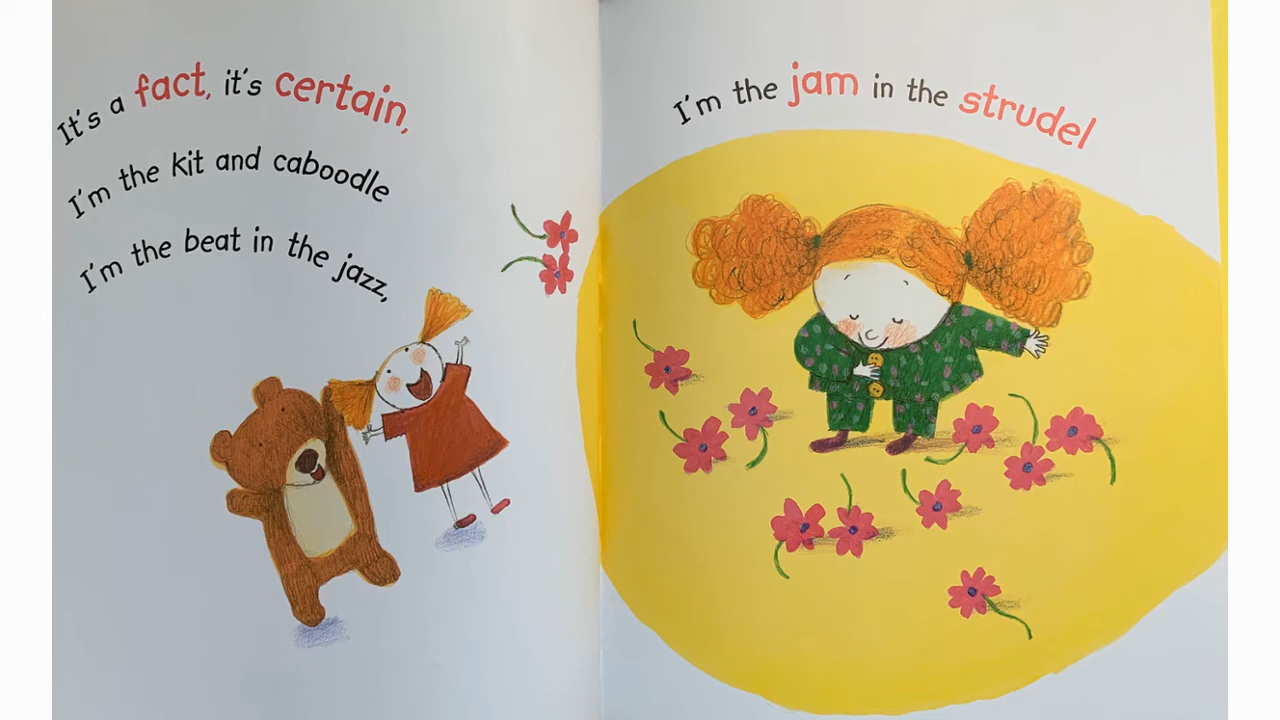 It's a fact, it's certain,
I'm the kit and caboodle
I'm the beat in the jazz,
I'm the jam in the strudel